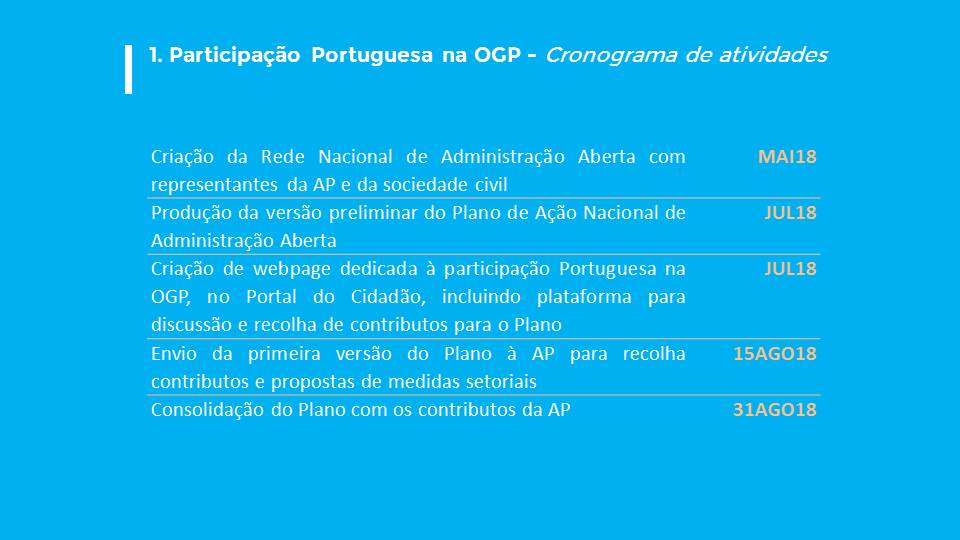 1. Participação Portuguesa na OGP - Cronograma de atividades
Criação da Rede Nacional de Administração Aberta com MAI18
representantes da AP e da sociedade civil
Produção da versão preliminar do Plano de Ação Nacional de JUL18
Administração Aberta
Criação de webpage dedicada à participação Portuguesa na JUL18
OGP, no Portal do Cidadão, incluindo plataforma para
discussão e recolha de contributos para o Plano
Envio da primeira versão do Plano à AP para recolha 15AGO18
contributos e propostas de medidas setoriais
Consolidação do Plano com os contributos da AP 31AGO18